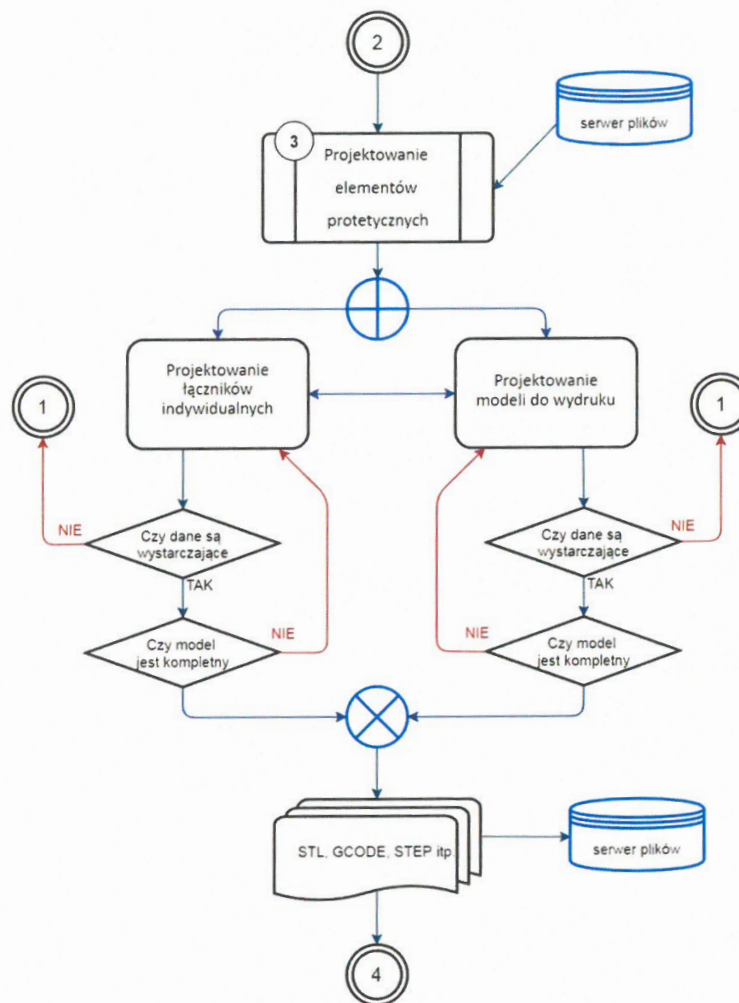 2
serwer plików
3
Projektowanie
elementów
protetycznych
Projektowanie
łączników
indywidualnych
Projektowanie
modeli do wydruku
1
1
NIE
Czy dane są
wystarczające
Czy dane są
wystarczające
NIE
TAK
TAK
Czy model
jest kompletny
NIE
NIE
Czy model
jest kompletny
STL, GCODE, STEP itp.
serwer plików
4